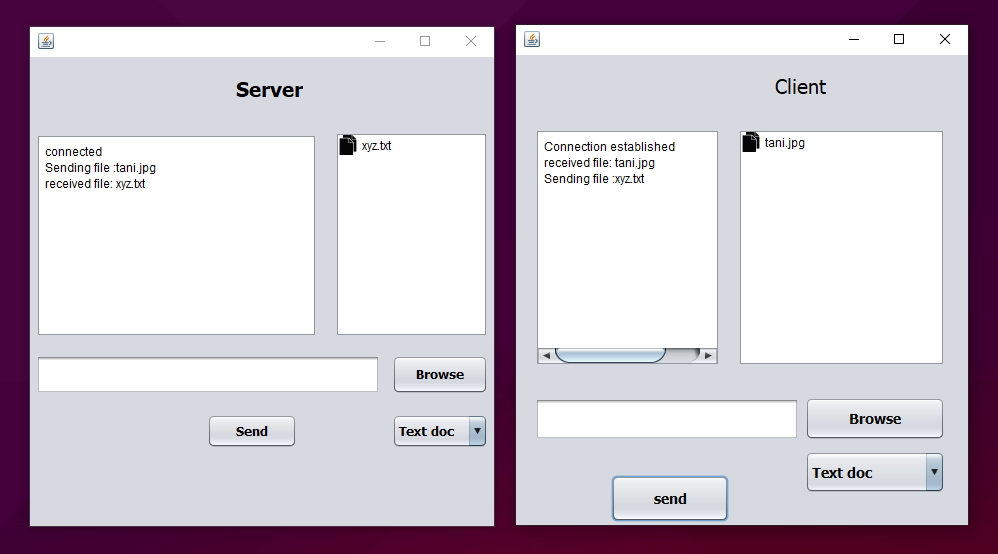 Server
connected
Sending file :tani.jpg
received file: xyz.txt
xyz.txt
Browse
Send
Text doc
Client
Connection established
received file: tani.jpg
Sending file :xyz.txt
tani.jpg
Browse
Text doc
send